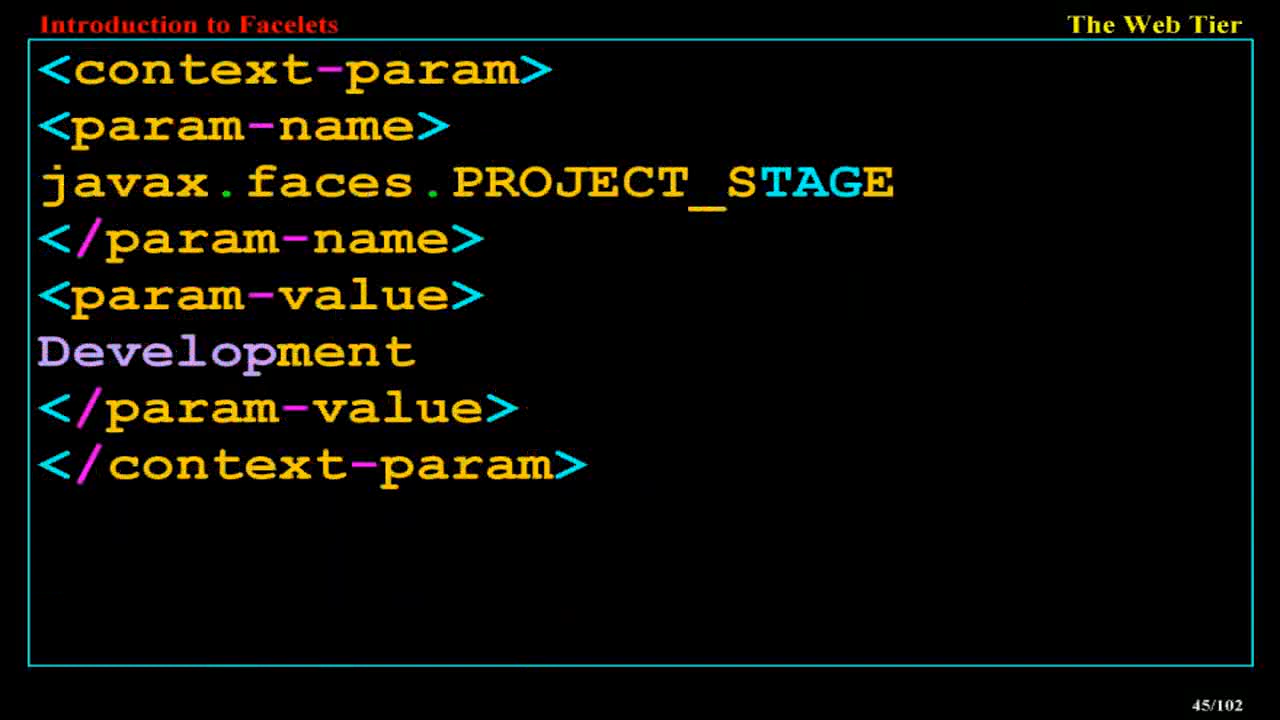 Introduction to Facelets
The Web Tier
<context-param>
<param-name>
javax.faces.PROJECT_STAGE
</param-name>
<param-value>
Development
</param-value>
</context-param>
45/102